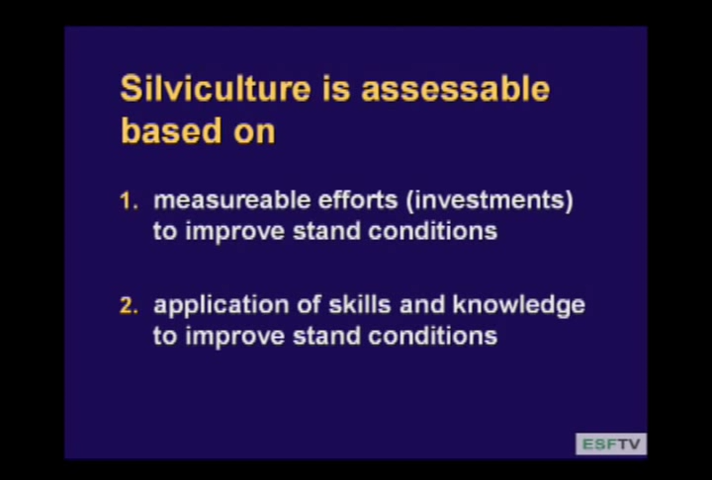 Silviculture is assessable
based on
1. measureable efforts (investments)
to improve stand conditions
2. application of skills and knowledge
to improve stand conditions
ESFTV